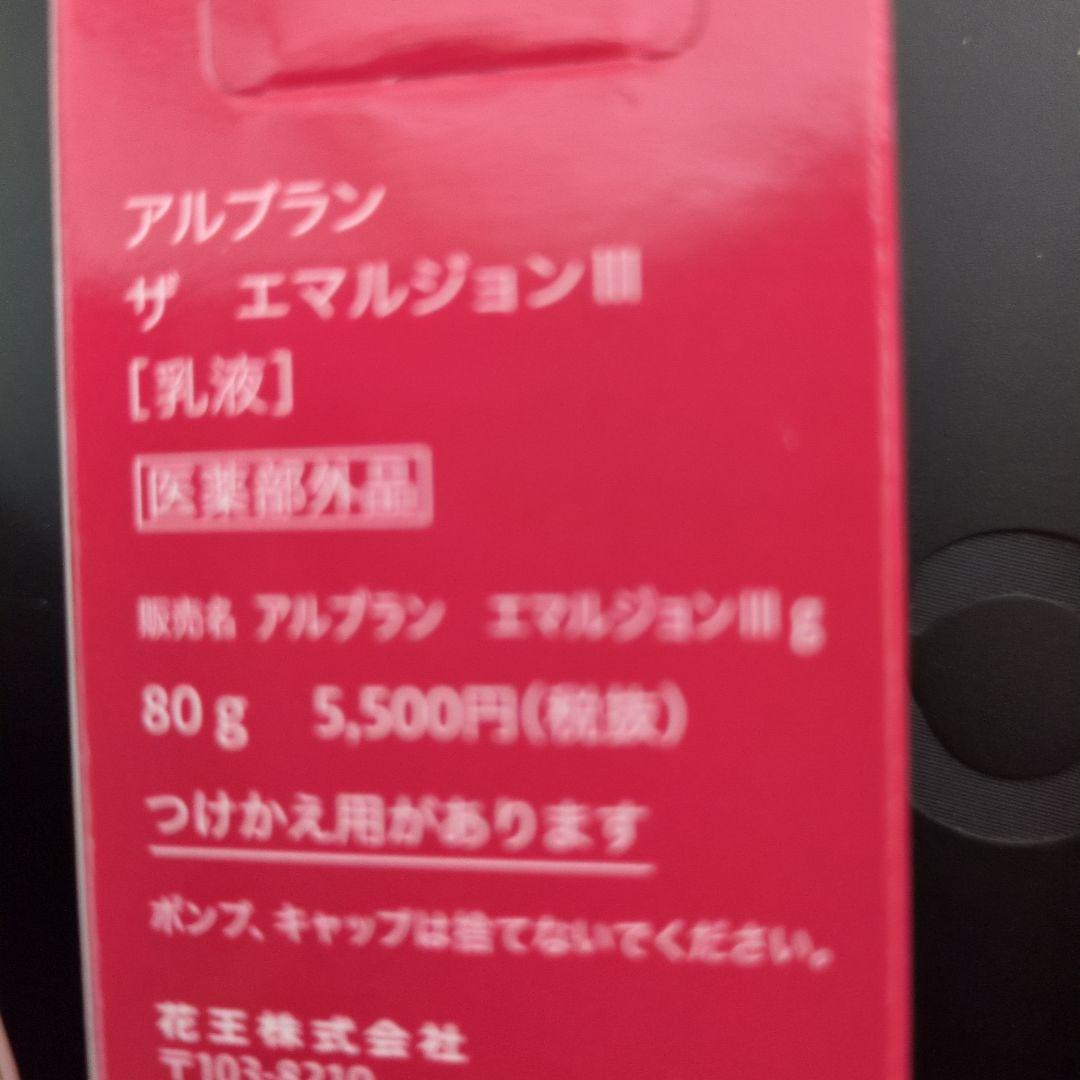 アルブラン
ザ　エマルジョンⅢ
[乳液]
医薬部外品
販売名 アルブラン　エマルジョンⅢg
80g　5,500円(税抜)
つけかえ用があります
ポンプ、キャップは捨てないでください。
花王株式会社
〒103-8210